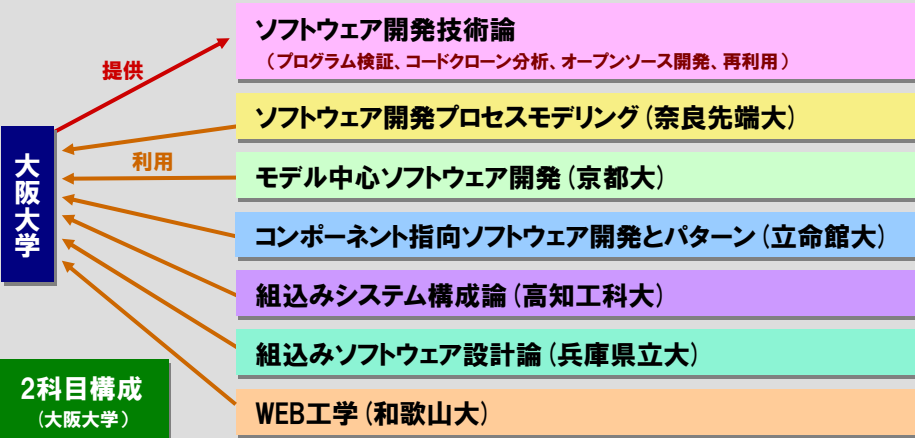 ソフトウェア開発技術論
（プログラム検証、コードクローン分析、オープンソース開発、再利用）
提供
ソフトウェア開発プロセスモデリング（奈良先端大）
利用
大阪大学
モデル中心ソフトウェア開発（京都大）
コンポーネント指向ソフトウェア開発とパターン（立命館大）
組込みシステム構成論（高知工科大）
組込みソフトウェア設計論（兵庫県立大）
2科目構成
（大阪大学）
WEB工学（和歌山大）